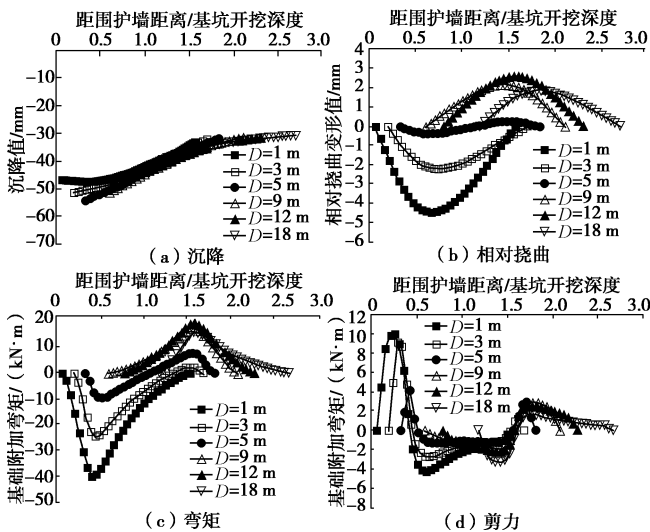 距围护墙距离/基坑开挖深度
0 0.5 1.0 1.5 2.0 2.5 3.0
沉降值/mm
-10
-20
-30
-40
-50
-60
-70
D=1 m
D=3 m
D=5 m
D=9 m
D=12 m
D=18 m
(a)沉降
距围护墙距离/基坑开挖深度
0 0.5 1.0 1.5 2.0 2.5 3.0
相对挠曲变形值/mm
4
3
2
1
0
-1
-2
-3
-4
-5
-6
D=1 m
D=3 m
D=5 m
D=9 m
D=12 m
D=18 m
(b)相对挠曲
距围护墙距离/基坑开挖深度
0 0.5 1.0 1.5 2.0 2.5 3.0
基础附加弯矩/(kN·m)
20
10
0
-10
-20
-30
-40
-50
D=1 m
D=3 m
D=5 m
D=9 m
D=12 m
D=18 m
(c)弯矩
距围护墙距离/基坑开挖深度
0 0.5 1.0 1.5 2.0 2.5 3.0
基础附加弯矩/(kN·m)
12
10
8
6
4
2
0
-2
-4
-6
-8
D=1 m
D=3 m
D=5 m
D=9 m
D=12 m
D=18 m
(d)剪力